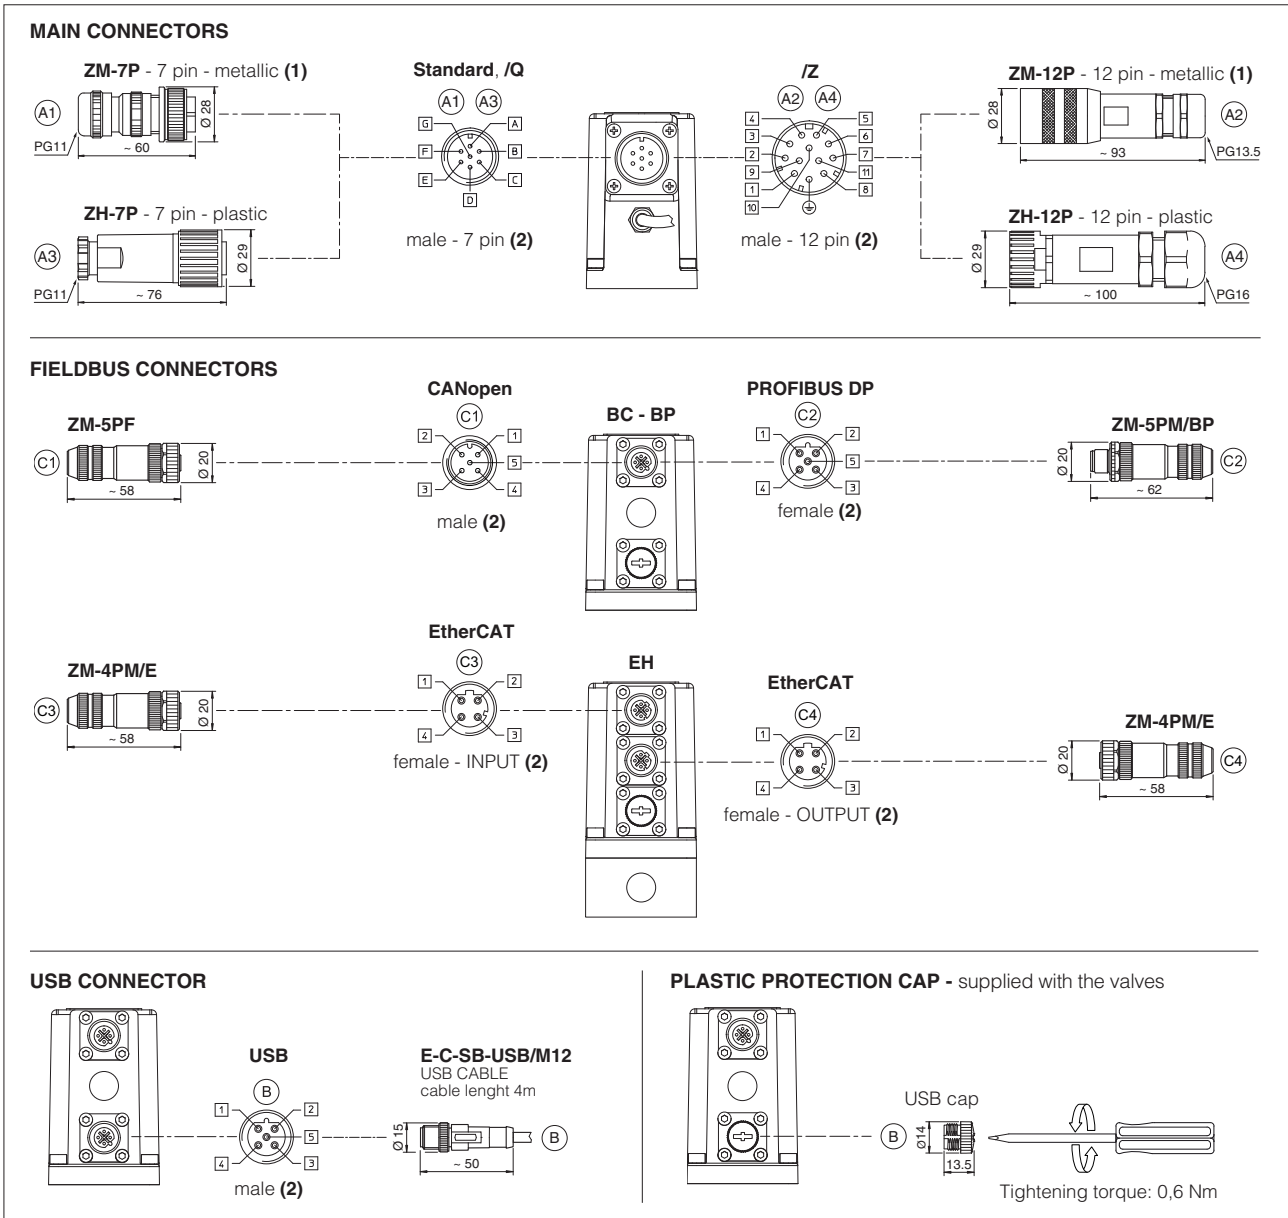 MAIN CONNECTORS
ZM-7P - 7 pin - metallic (1)
A1
Ø 28
PG11
~ 60
ZH-7P - 7 pin - plastic
A3
Ø 29
PG11
~ 76
Standard, /Q
A1 A3
G A
F B
E C
D
male - 7 pin (2)
/Z
A2 A4
4 5
3 6
2 7
9 11
1 8
10
male - 12 pin (2)
ZM-12P - 12 pin - metallic (1)
Ø 28
A2
~ 93
PG13.5
ZH-12P - 12 pin - plastic
Ø 29
A4
~ 100
PG16
FIELDBUS CONNECTORS
ZM-5PF
C1
Ø 20
~ 58
CANopen
C1
2 1
5
3 4
male (2)
BC - BP
PROFIBUS DP
C2
1 2
5
4 3
female (2)
ZM-5PM/BP
Ø 20
C2
~ 62
ZM-4PM/E
C3
Ø 20
~ 58
EtherCAT
C3
1 2
4 3
female - INPUT (2)
EH
EtherCAT
C4
1 2
4 3
female - OUTPUT (2)
ZM-4PM/E
Ø 20
C4
~ 58
USB CONNECTOR
USB
B
1 2
5
4 3
male (2)
E-C-SB-USB/M12
USB CABLE
cable lenght 4m
Ø 15
B
~ 50
PLASTIC PROTECTION CAP - supplied with the valves
USB cap
B
Ø14
13.5
Tightening torque: 0,6 Nm